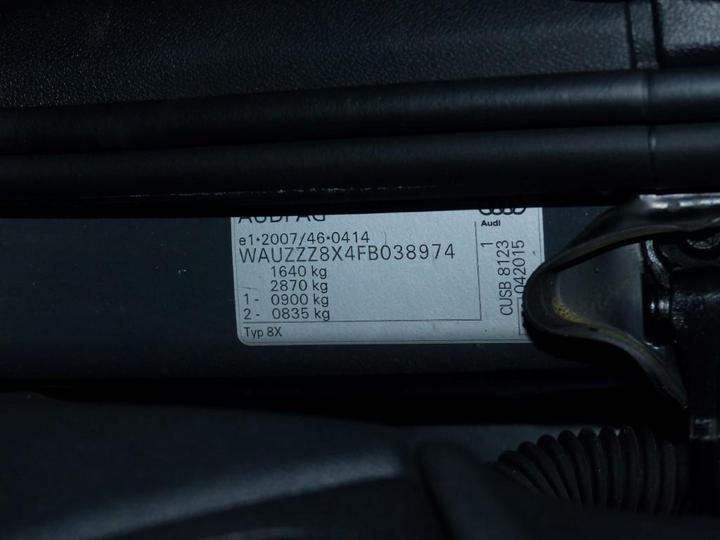 AUDI AG
Audi
e1*2007/46*0414
WAUZZZ8X4FB038974
1640 kg
2870 kg
1 - 0900 kg
2 - 0835 kg
Typ 8X
CUSB 8123 1
042015